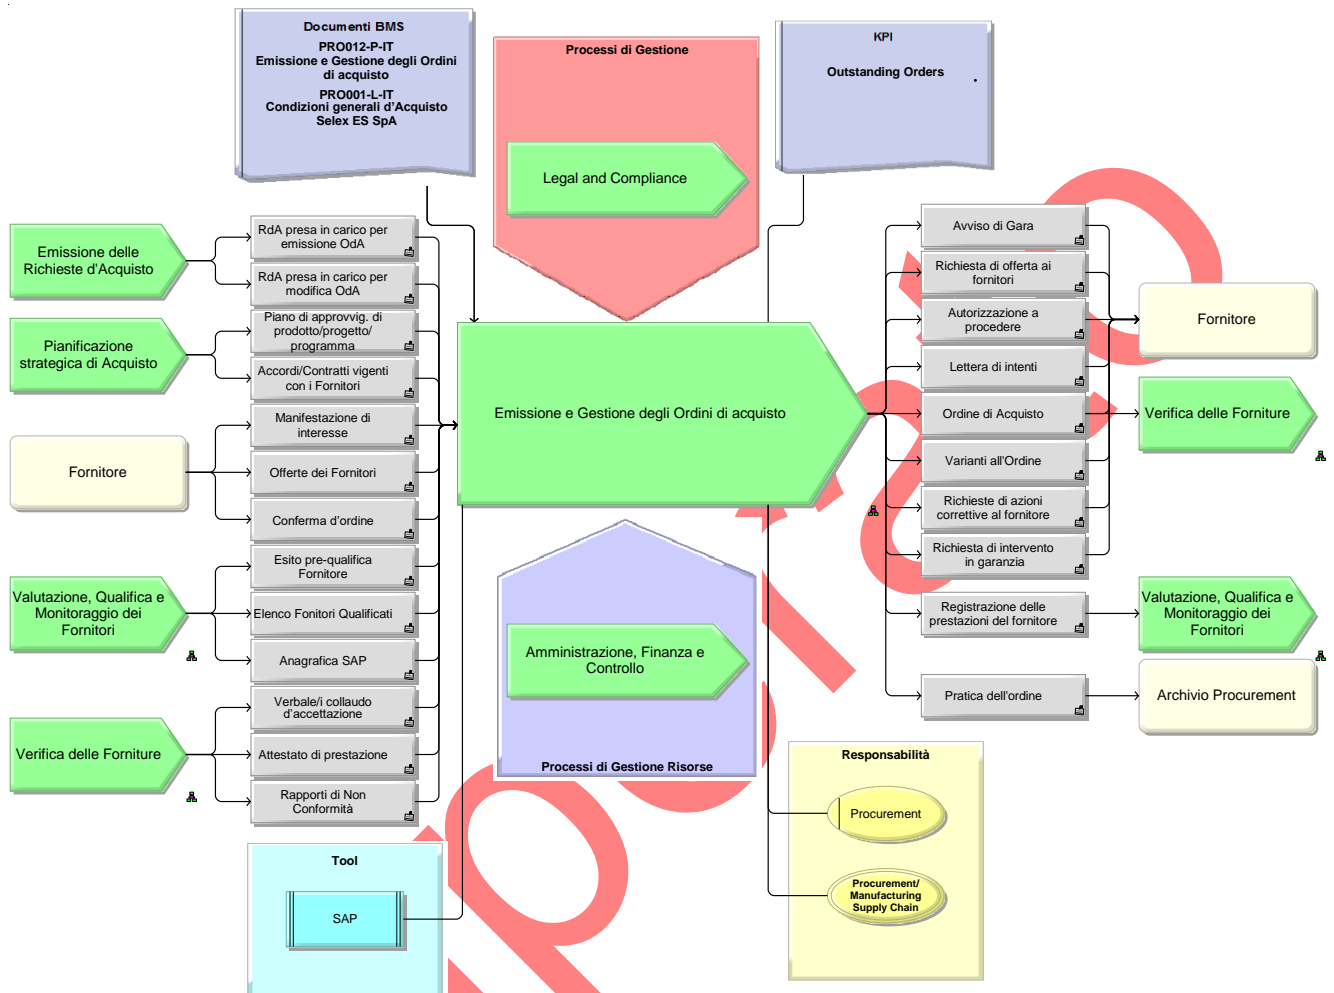 Documenti BMS
PRO012-P-IT
Emissione e Gestione degli Ordini
di acquisto
PRO001-L-IT
Condizioni generali d'Acquisto
Selex ES SpA
Processi di Gestione
Legal and Compliance
KPI
Outstanding Orders
Emissione delle
Richieste d'Acquisto
Pianificazione
strategica di Acquisto
Fornitore
Valutazione, Qualifica e
Monitoraggio dei
Fornitori
Verifica delle Forniture
RdA presa in carico per
emissione OdA
RdA presa in carico per
modifica OdA
Piano di approvvig. di
prodotto/progetto/
programma
Accordi/Contratti vigenti
con i Fornitori
Manifestazione di
interesse
Offerte dei Fornitori
Conferma d'ordine
Esito pre-qualifica
Fornitore
Elenco Fonitori Qualificati
Anagrafica SAP
Verbale/i collaudo
d'accettazione
Attestato di prestazione
Rapporti di Non
Conformità
Emissione e Gestione degli Ordini di acquisto
Amministrazione, Finanza e
Controllo
Processi di Gestione Risorse
Avviso di Gara
Richiesta di offerta ai
fornitori
Autorizzazione a
procedere
Lettera di intenti
Ordine di Acquisto
Varianti all'Ordine
Richieste di azioni
correttive al fornitore
Richiesta di intervento
in garanzia
Registrazione delle
prestazioni del fornitore
Pratica dell'ordine
Fornitore
Verifica delle Forniture
Valutazione, Qualifica e
Monitoraggio dei
Fornitori
Archivio Procurement
Tool
SAP
Responsabilità
Procurement
Procurement/
Manufacturing
Supply Chain